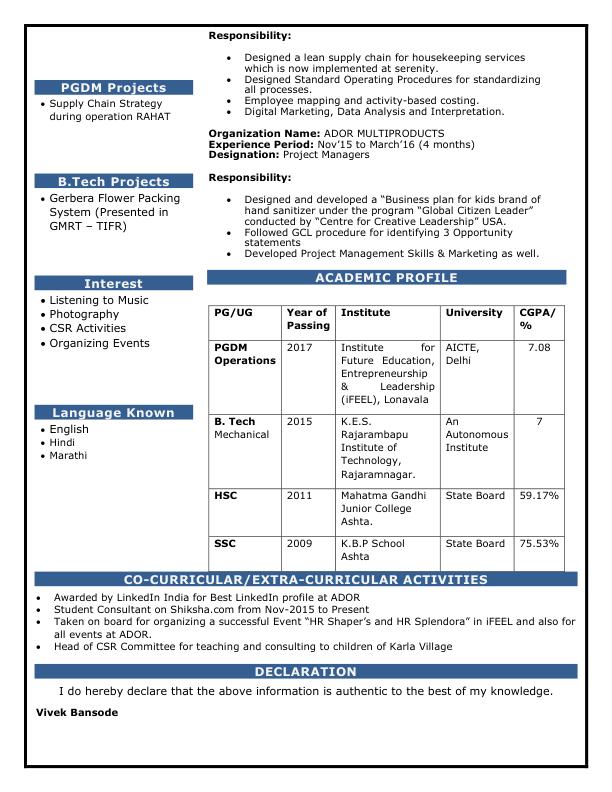 PGDM Projects
• Supply Chain Strategy
during operation RAHAT
B.Tech Projects
• Gerbera Flower Packing
System (Presented in
GMRT – TIFR)
Interest
• Listening to Music
• Photography
• CSR Activities
• Organizing Events
Language Known
• English
• Hindi
• Marathi
Responsibility:
• Designed a lean supply chain for housekeeping services
which is now implemented at serenity.
• Designed Standard Operating Procedures for standardizing
all processes.
• Employee mapping and activity-based costing.
• Digital Marketing, Data Analysis and Interpretation.
Organization Name: ADOR MULTIPRODUCTS
Experience Period: Nov’15 to March’16 (4 months)
Designation: Project Managers
Responsibility:
• Designed and developed a “Business plan for kids brand of
hand sanitizer under the program “Global Citizen Leader”
conducted by “Centre for Creative Leadership” USA.
• Followed GCL procedure for identifying 3 Opportunity
statements
• Developed Project Management Skills & Marketing as well.
ACADEMIC PROFILE
PG/UG Year of Institute University CGPA/
Passing %
PGDM 2017 Institute for AICTE, 7.08
Operations Future Education, Delhi
Entrepreneurship
& Leadership
(iFEEL), Lonavala
B. Tech 2015 K.E.S. An 7
Mechanical Rajarambapu Autonomous
Institute of Institute
Technology,
Rajaramnagar.
HSC 2011 Mahatma Gandhi State Board 59.17%
Junior College
Ashta.
SSC 2009 K.B.P School State Board 75.53%
Ashta
CO-CURRICULAR/EXTRA-CURRICULAR ACTIVITIES
• Awarded by LinkedIn India for Best LinkedIn profile at ADOR
• Student Consultant on Shiksha.com from Nov-2015 to Present
• Taken on board for organizing a successful Event “HR Shaper’s and HR Splendora” in iFEEL and also for
all events at ADOR.
• Head of CSR Committee for teaching and consulting to children of Karla Village
DECLARATION
I do hereby declare that the above information is authentic to the best of my knowledge.
Vivek Bansode